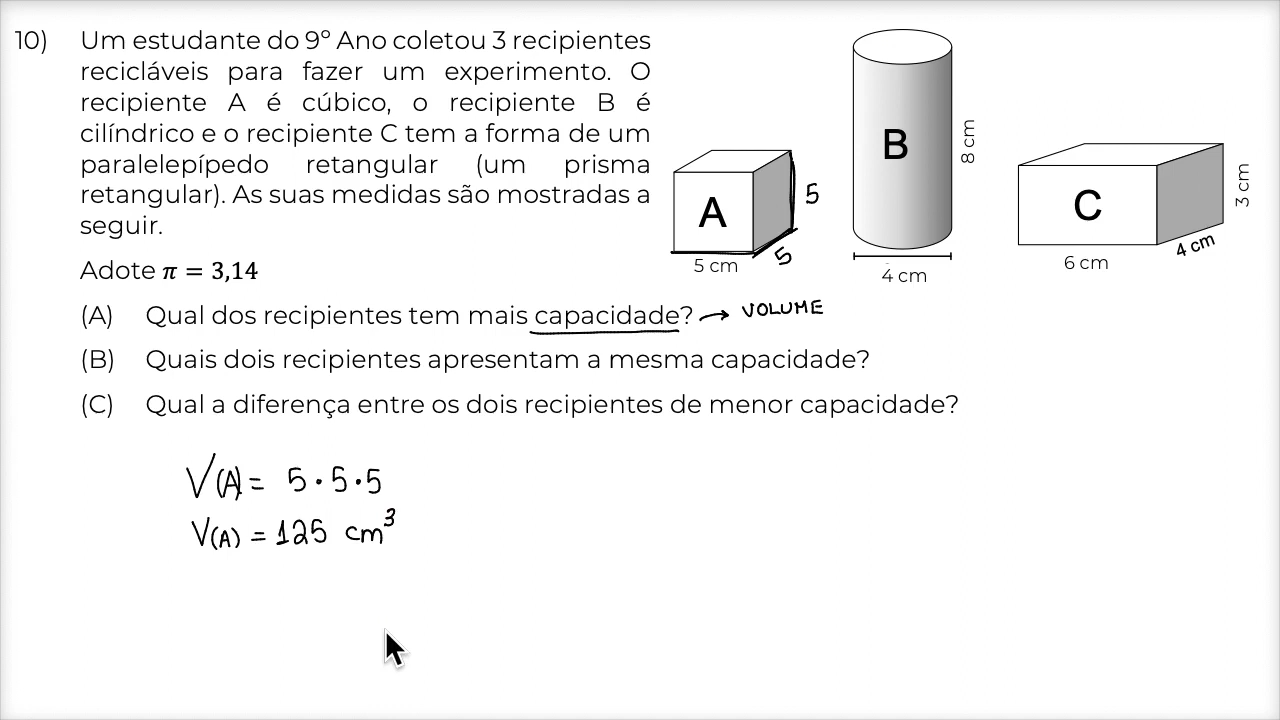 10) Um estudante do 9º Ano coletou 3 recipientes
recicláveis para fazer um experimento. O
recipiente A é cúbico, o recipiente B é
cilíndrico e o recipiente C tem a forma de um
paralelepípedo retangular (um prisma
retangular). As suas medidas são mostradas a
seguir.
Adote π = 3,14
A
5
5
5 cm
B
8 cm
4 cm
C
3 cm
4 cm
6 cm
(A) Qual dos recipientes tem mais capacidade? → VOLUME
(B) Quais dois recipientes apresentam a mesma capacidade?
(C) Qual a diferença entre os dois recipientes de menor capacidade?
V(A) = 5 · 5 · 5
V(A) = 125 cm³